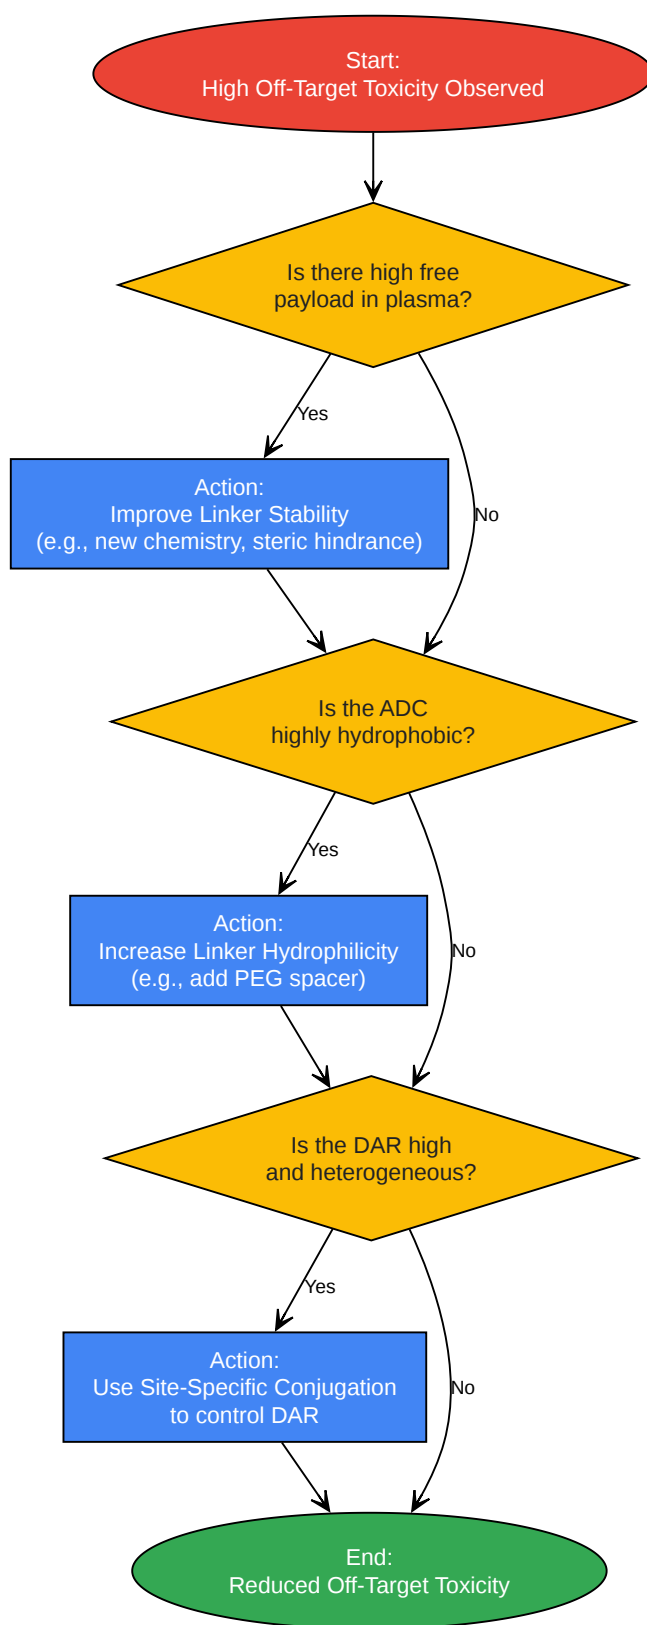 Start:
High Off-Target Toxicity Observed
Is there high free
payload in plasma?
Yes
Action:
Improve Linker Stability
(e.g., new chemistry, steric hindrance)
No
Is the ADC
highly hydrophobic?
Yes
Action:
Increase Linker Hydrophilicity
(e.g., add PEG spacer)
No
Is the DAR high
and heterogeneous?
Yes
Action:
Use Site-Specific Conjugation
to control DAR
No
End:
Reduced Off-Target Toxicity